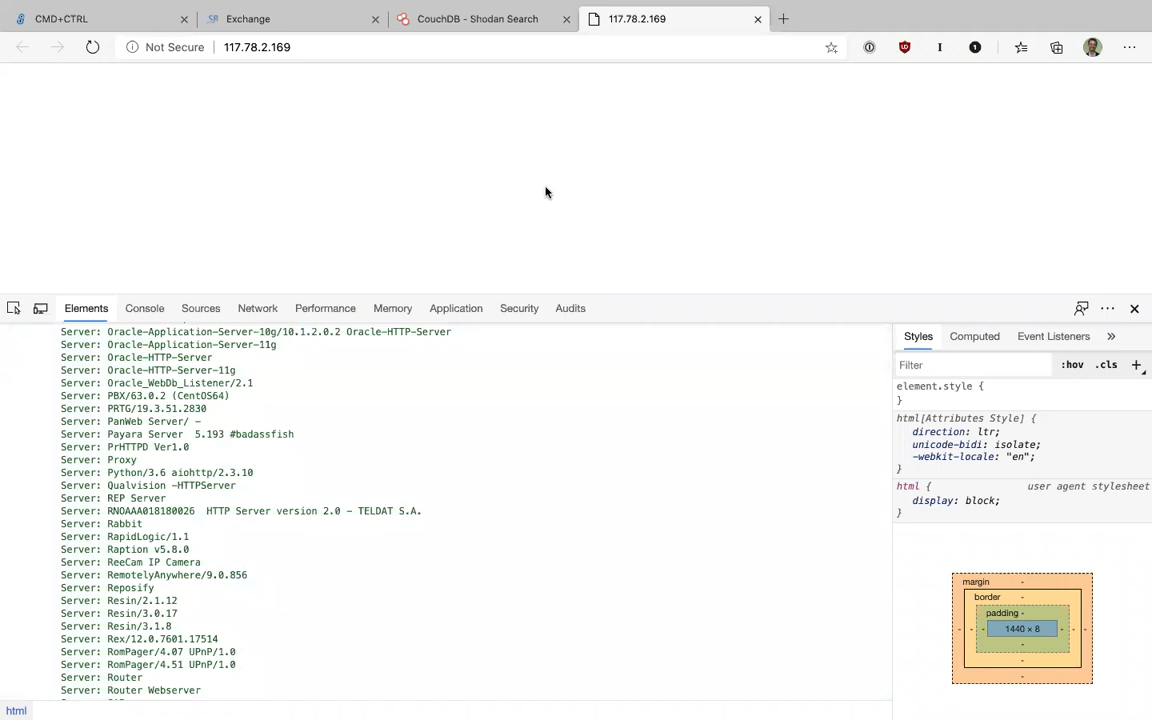 CMD+CTRL
Exchange
CouchDB - Shodan Search
117.78.2.169
Not Secure
117.78.2.169
Elements
Console
Sources
Network
Performance
Memory
Application
Security
Audits
Server: Oracle-Application-Server-10g/10.1.2.0.2 Oracle-HTTP-Server
Server: Oracle-Application-Server-11g
Server: Oracle-HTTP-Server
Server: Oracle-HTTP-Server-11g
Server: Oracle_WebDb_Listener/2.1
Server: PBX/63.0.2 (CentOS64)
Server: PRTG/19.3.51.2830
Server: PanWeb Server/ -
Server: Payara Server  5.193 #badassfish
Server: PrHTTPD Ver1.0
Server: Proxy
Server: Python/3.6 aiohttp/2.3.10
Server: Qualvision -HTTPServer
Server: REP Server
Server: RNOAAA018180026  HTTP Server version 2.0 - TELDAT S.A.
Server: Rabbit
Server: RapidLogic/1.1
Server: Raption v5.8.0
Server: ReeCam IP Camera
Server: RemotelyAnywhere/9.0.856
Server: Reposify
Server: Resin/2.1.12
Server: Resin/3.0.17
Server: Resin/3.1.8
Server: Rex/12.0.7601.17514
Server: RomPager/4.07 UPnP/1.0
Server: RomPager/4.51 UPnP/1.0
Server: Router
Server: Router Webserver
html
Styles
Computed
Event Listeners
Filter
:hov
.cls
element.style {
}
html[Attributes Style] {
direction: ltr;
unicode-bidi: isolate;
-webkit-locale: "en";
}
html {
user agent stylesheet
display: block;
}
margin
-
border
-
padding
-
1440 × 8